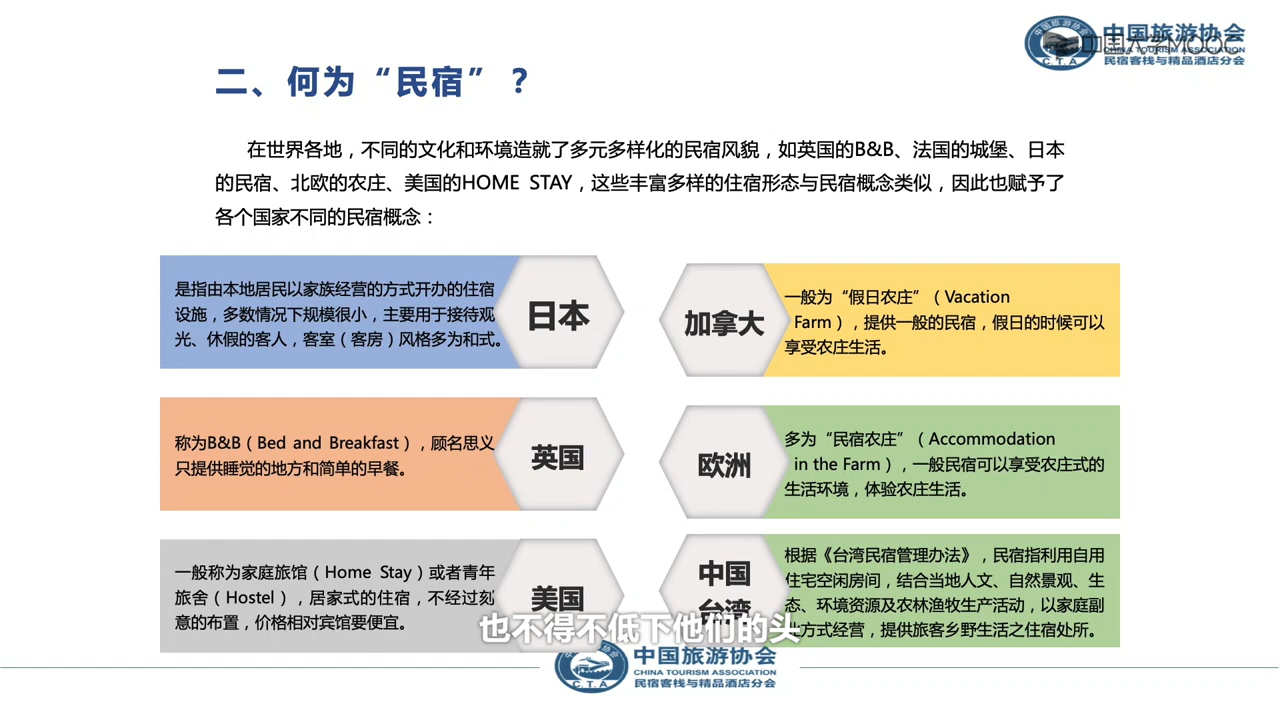 中国旅游协会
中国大学MOOC
CHINA TOURISM ASSOCIATION
C.T.A
民宿客栈与精品酒店分会
二、何为“民宿”？
在世界各地，不同的文化和环境造就了多元多样化的民宿风貌，如英国的B&B、法国的城堡、日本
的民宿、北欧的农庄、美国的HOME STAY，这些丰富多样的住宿形态与民宿概念类似，因此也赋予了
各个国家不同的民宿概念：
是指由本地居民以家族经营的方式开办的住宿
设施，多数情况下规模很小，主要用于接待观
光、休假的客人，客室（客房）风格多为和式。
日本
加拿大
一般为“假日农庄”（Vacation
Farm），提供一般的民宿，假日的时候可以
享受农庄生活。
称为B&B（Bed and Breakfast），顾名思义
只提供睡觉的地方和简单的早餐。
英国
欧洲
多为“民宿农庄”（Accommodation
in the Farm），一般民宿可以享受农庄式的
生活环境，体验农庄生活。
一般称为家庭旅馆（Home Stay）或者青年
旅舍（Hostel），居家式的住宿，不经过刻
意的布置，价格相对宾馆要便宜。
美国
中国
台湾
根据《台湾民宿管理办法》，民宿指利用自用
住宅空闲房间，结合当地人文、自然景观、生
态、环境资源及农林渔牧生产活动，以家庭副
业方式经营，提供旅客乡野生活之住宿处所。
也不得不低下他们的头
中国旅游协会
CHINA TOURISM ASSOCIATION
C.T.A
民宿客栈与精品酒店分会